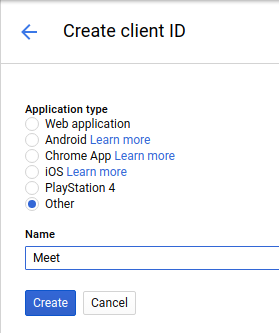 Create client ID
Application type
Web application
Android Learn more
Chrome App Learn more
iOS Learn more
PlayStation 4
Other
Name
Meet
Create Cancel